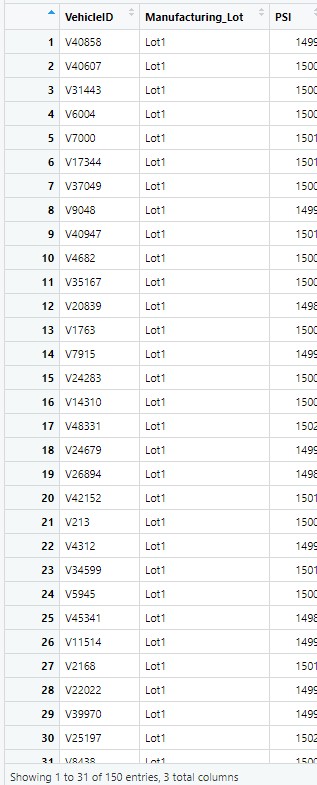 VehicleID Manufacturing_Lot PSI
1 V40858 Lot1 1499
2 V40607 Lot1 1500
3 V31443 Lot1 1500
4 V6004 Lot1 1500
5 V7000 Lot1 1501
6 V17344 Lot1 1501
7 V37049 Lot1 1500
8 V9048 Lot1 1499
9 V40947 Lot1 1501
10 V4682 Lot1 1500
11 V35167 Lot1 1500
12 V20839 Lot1 1498
13 V1763 Lot1 1500
14 V7915 Lot1 1499
15 V24283 Lot1 1500
16 V14310 Lot1 1500
17 V48331 Lot1 1502
18 V24679 Lot1 1499
19 V26894 Lot1 1498
20 V42152 Lot1 1501
21 V213 Lot1 1500
22 V4312 Lot1 1499
23 V34599 Lot1 1501
24 V5945 Lot1 1500
25 V45341 Lot1 1498
26 V11514 Lot1 1499
27 V2168 Lot1 1501
28 V22022 Lot1 1499
29 V39970 Lot1 1499
30 V25197 Lot1 1502
31 V8438 Lot1 1500
Showing 1 to 31 of 150 entries, 3 total columns